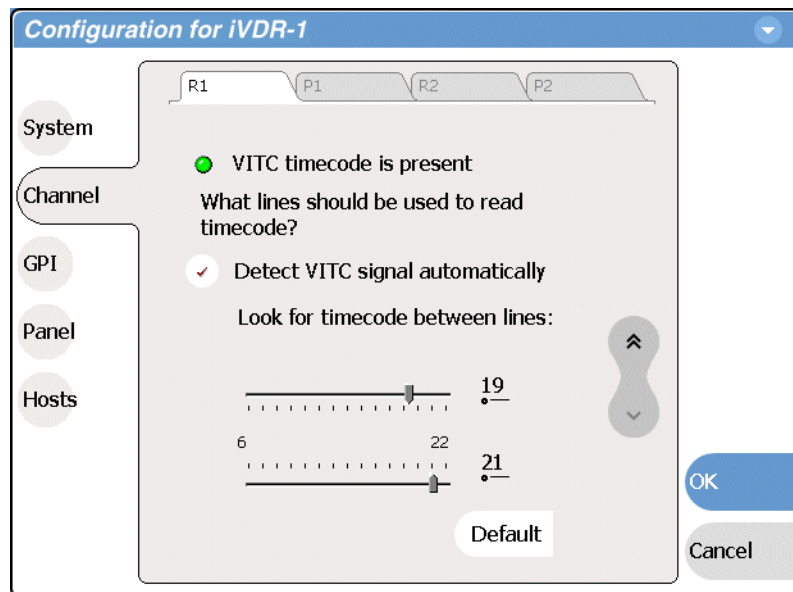 Configuration for iVDR-1
R1 P1 R2 P2
System
Channel
GPI
Panel
Hosts
VITC timecode is present
What lines should be used to read
timecode?
Detect VITC signal automatically
Look for timecode between lines:
19
6 22
21
Default
OK
Cancel